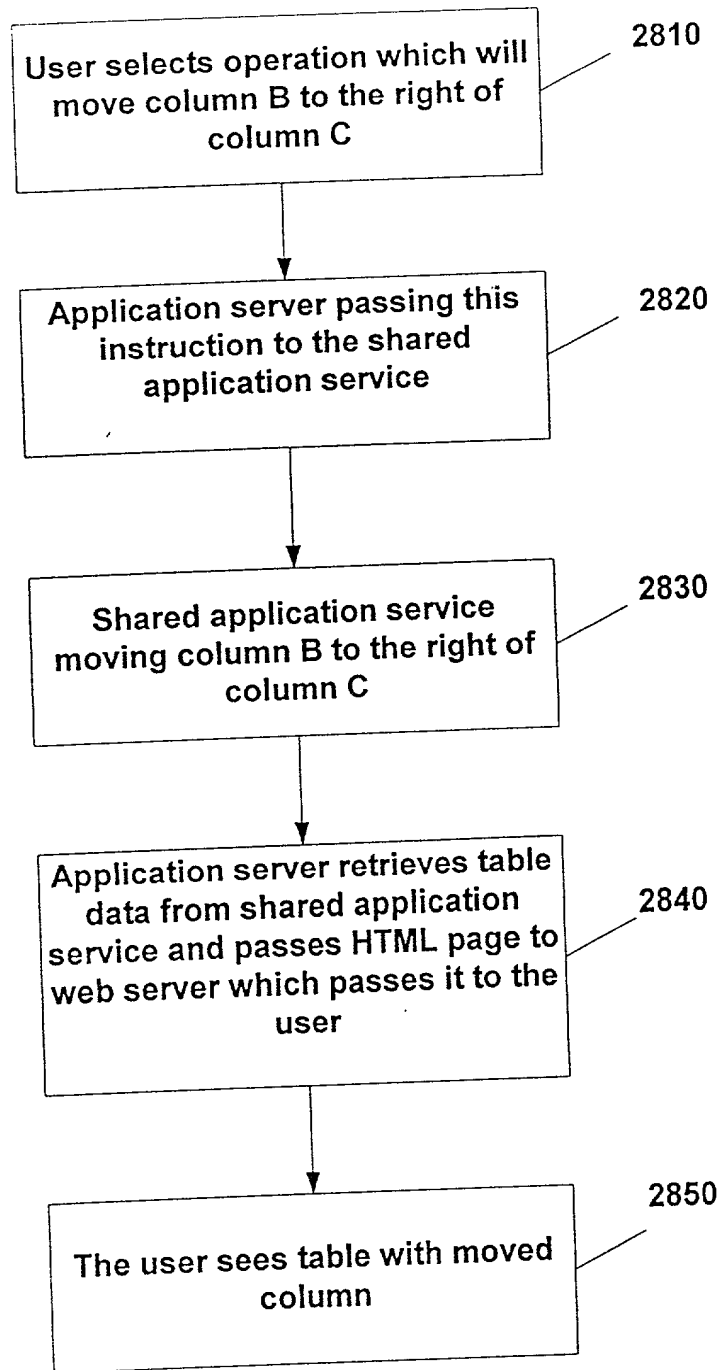 User selects operation which will
move column B to the right of
column C
2810
Application server passing this
instruction to the shared
application service
2820
Shared application service
moving column B to the right of
column C
2830
Application server retrieves table
data from shared application
service and passes HTML page to
web server which passes it to the
user
2840
The user sees table with moved
column
2850